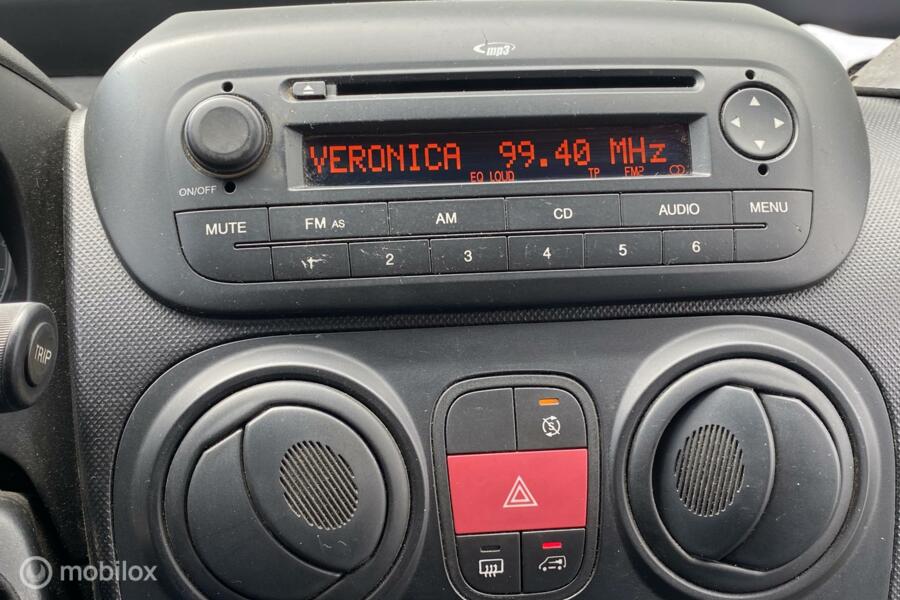 mp3
VERONICA 99.40 MHz
EQ LOUD TP FM2
ON/OFF
MUTE FM AS AM CD AUDIO MENU
1 2 3 4 5 6
TRIP
S
mobilox